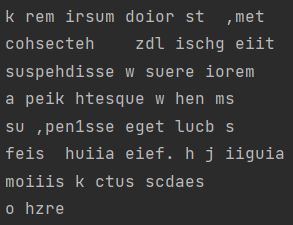 k rem irsum doior st  ,met
cohsecteh    zdl ischg eiit
suspehdisse w suere iorem
a peik htesque w hen ms
su ,pen1sse eget lucb s
feis  huiia eief. h j iiguia
moiiis k ctus scdaes
o hzre